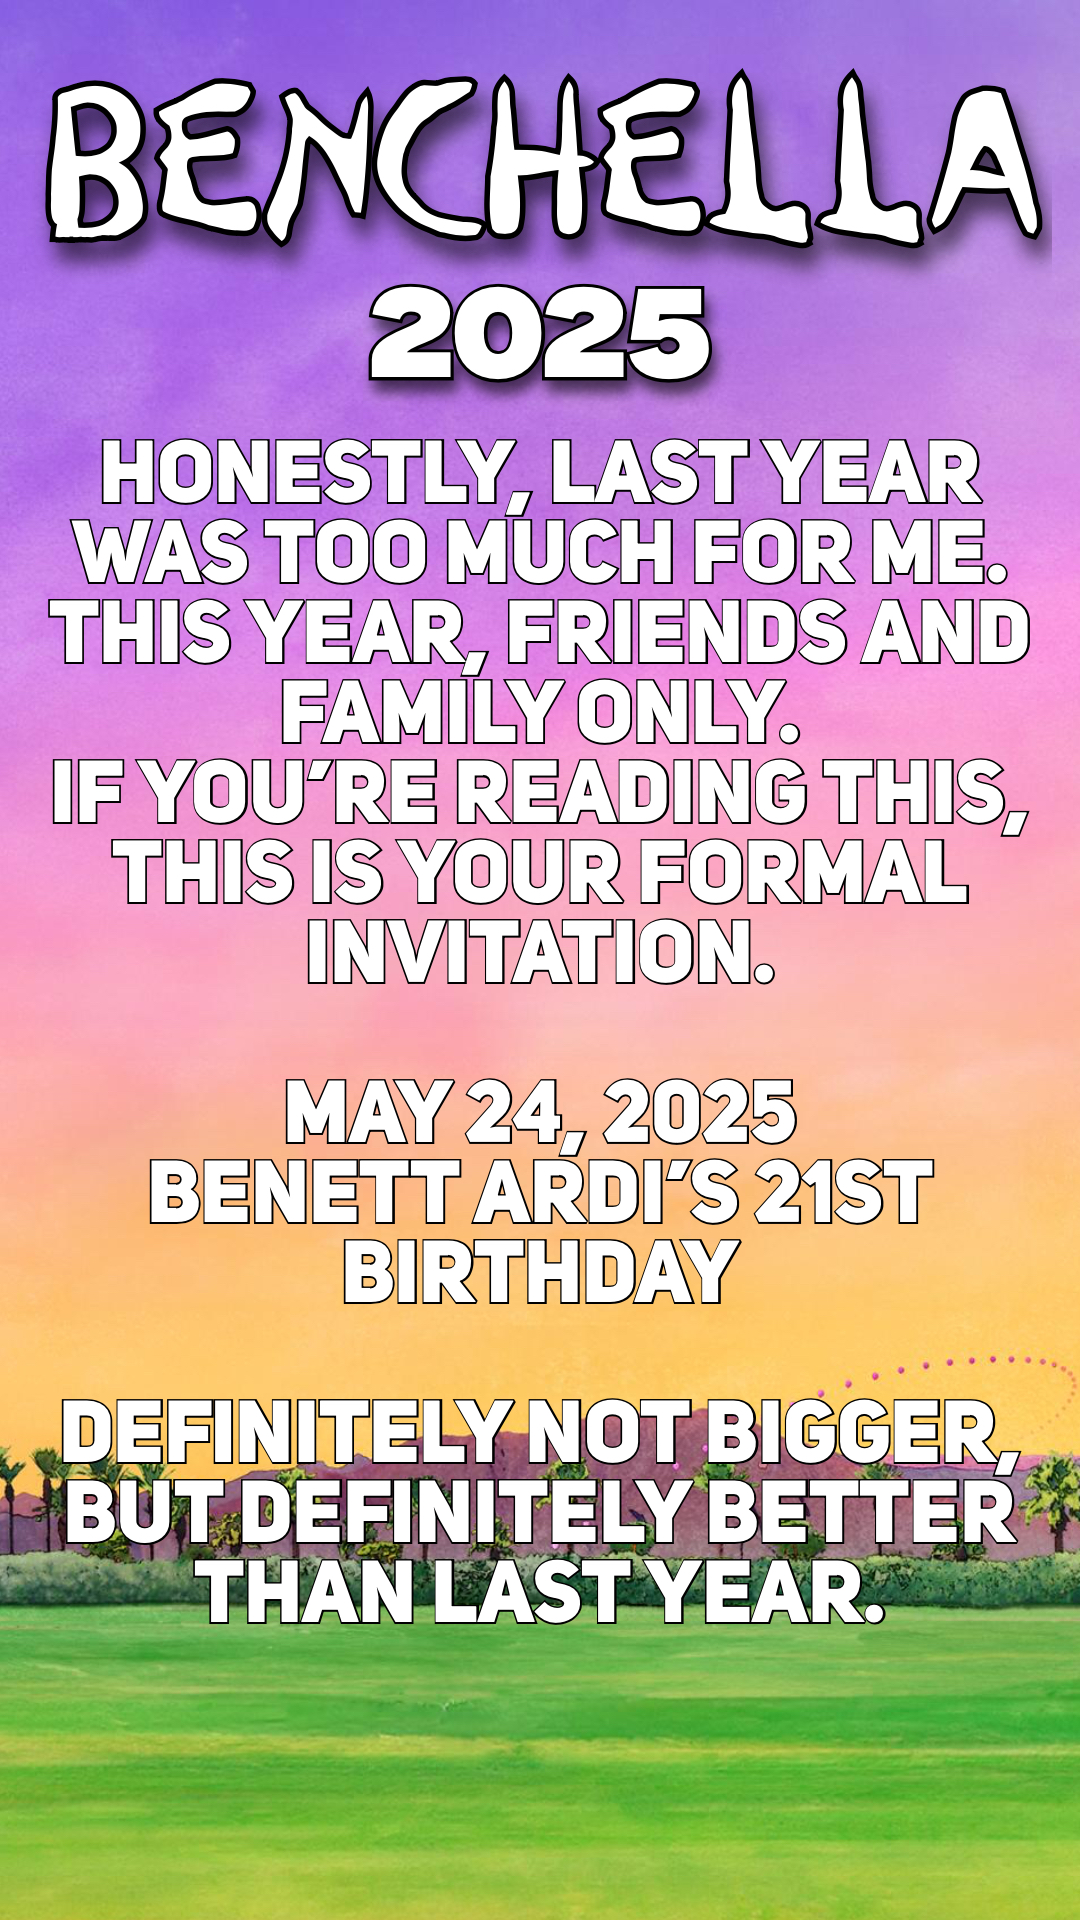 BENCHELLA
2025
HONESTLY, LAST YEAR
WAS TOO MUCH FOR ME.
THIS YEAR, FRIENDS AND
FAMILY ONLY.
IF YOU’RE READING THIS,
THIS IS YOUR FORMAL
INVITATION.
MAY 24, 2025
BENETT ARDI’S 21ST
BIRTHDAY
DEFINITELY NOT BIGGER,
BUT DEFINITELY BETTER
THAN LAST YEAR.